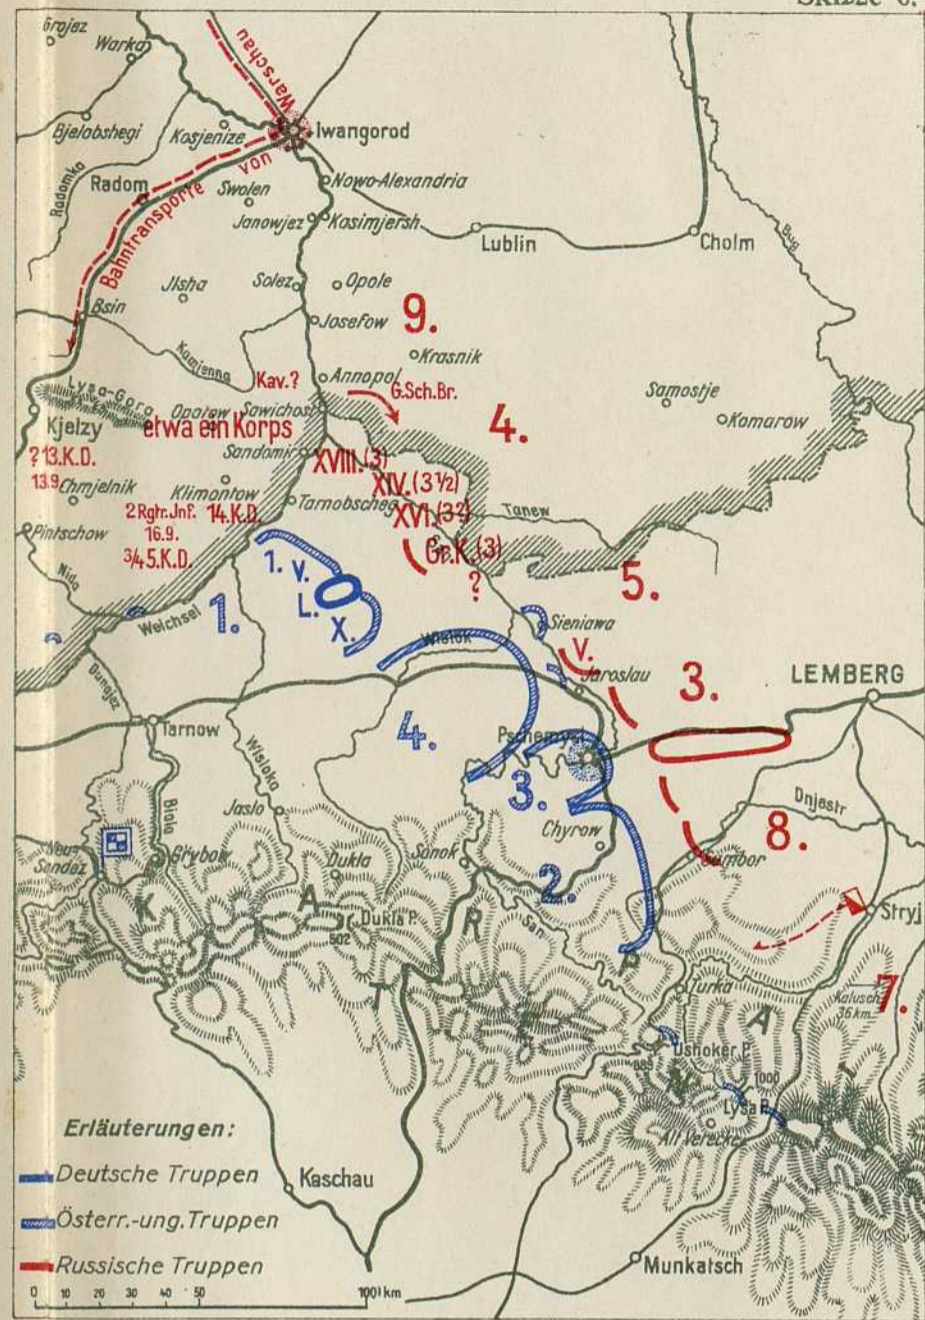 SKIZZE 6.
Grojez
Warka
Warschau
Bjelobshegi
Kosjenize
Iwangorod
von
Radomka
Radom
Bahntransporte
Swolen
Nowo-Alexandria
Janowjez
Kasimjersh
Lublin
Cholm
Bug
Jlsha
Solez
Opole
Bsin
Josefow
9.
Kamjenna
Krasnik
Kav.?
Annopol
G.Sch.Br.
Lysa-Gora
Opatow
Sawichost
Samostje
Komarow
Kjelzy
etwa ein Korps
4.
? 13.K.D.
Sandomir
XVIII.(3)
13.9.
Chmjelnik
Klimontow
XIV.(3½)
Tarnobscheg
2 Rgtr.Jnf.
14.K.D.
XVI.
Tanew
Pintschow
16.9.
¾ 5.K.D.
Gr.K.(3)
?
Nida
1. V.
L.
X.
5.
1.
Weichsel
Wislok
Sieniawa
V.
Jaroslau
3.
LEMBERG
Dunajez
Tarnow
4.
Pschemysl
Wisloka
3.
Dnjestr
Biala
Jaslo
Chyrow
8.
Neu
Sandez
Grybow
Dukla
Sanok
2.
Sambor
K
A
Dukla P.
502
R
San
Stryj
T
P
Turka
Kalusch
36 km
7.
A
Ushoker P.
889
1000
Lysa P.
All Verecke
Erläuterungen:
Deutsche Truppen
Kaschau
Österr.-ung.Truppen
Russische Truppen
Munkatsch
0 10 20 30 40 50 100 km